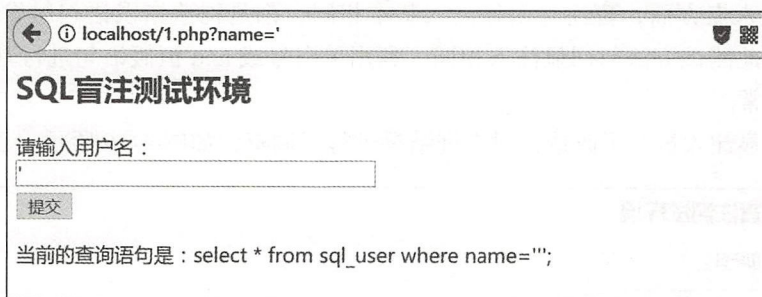 localhost/1.php?name='
SQL盲注测试环境
请输入用户名：
'
提交
当前的查询语句是：select * from sql_user where name=''';